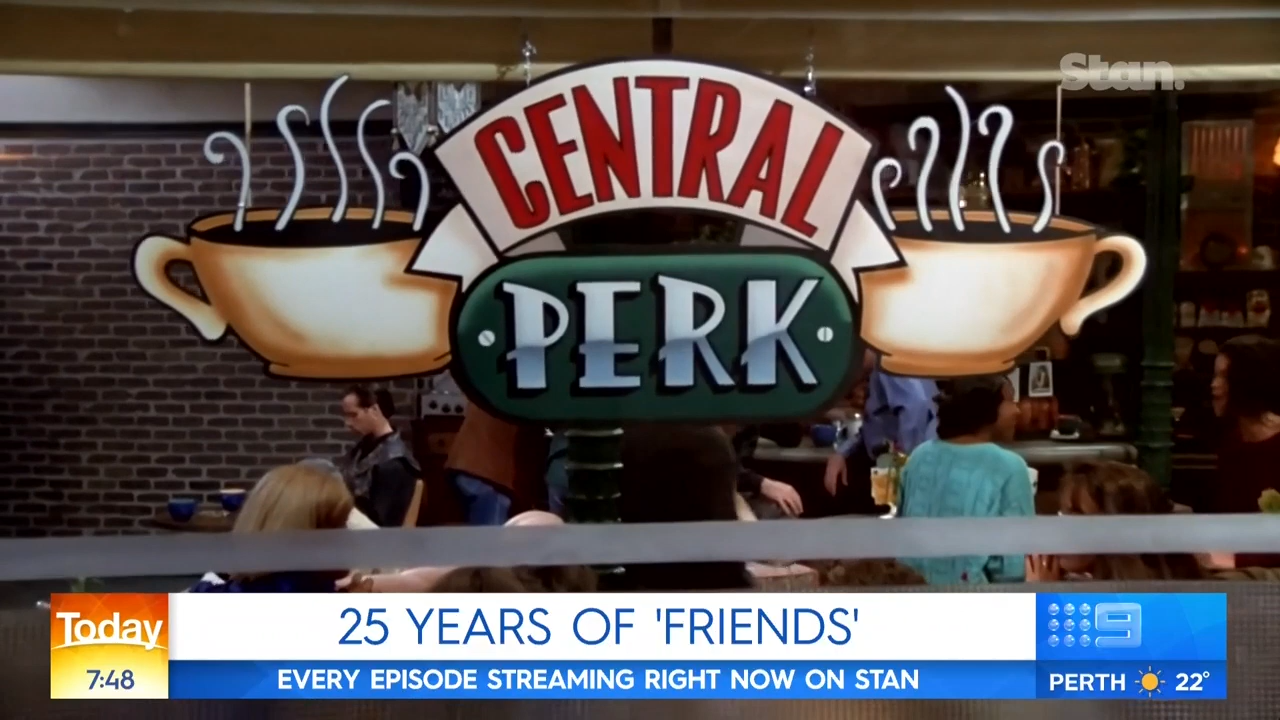 Stan.
CENTRAL
PERK
Today
7:48
25 YEARS OF 'FRIENDS'
9
EVERY EPISODE STREAMING RIGHT NOW ON STAN
PERTH 22°